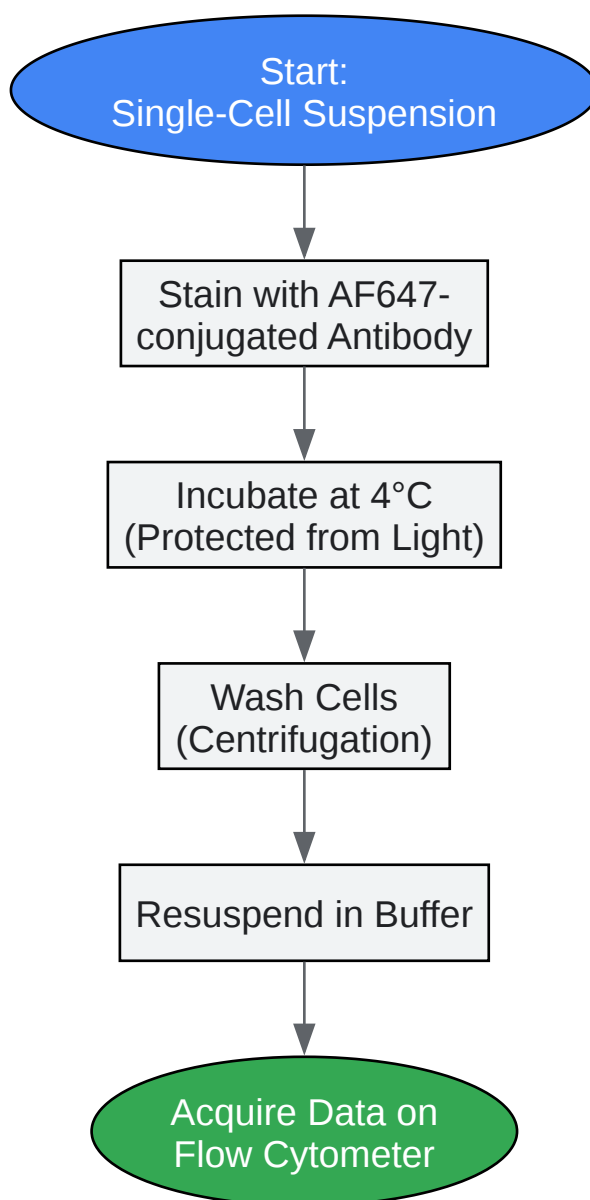 Start:
Single-Cell Suspension
Stain with AF647-
conjugated Antibody
Incubate at 4°C
(Protected from Light)
Wash Cells
(Centrifugation)
Resuspend in Buffer
Acquire Data on
Flow Cytometer